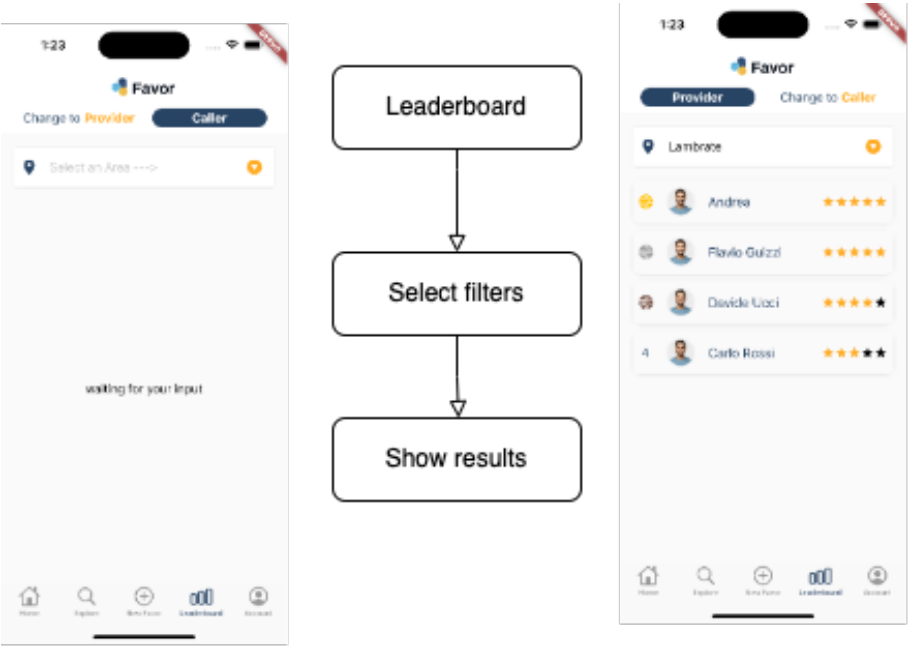 1:23
Favor
Change to Provider
Caller
Select an Area --->
waiting for your input
Home
Explore
New Favor
Leaderboard
Account
Leaderboard
Select filters
Show results
1:23
Favor
Provider
Change to Caller
Lambrate
Andrea
Flavio Guizzi
Davide Ucci
4
Carlo Rossi
Home
Explore
New Favor
Leaderboard
Account